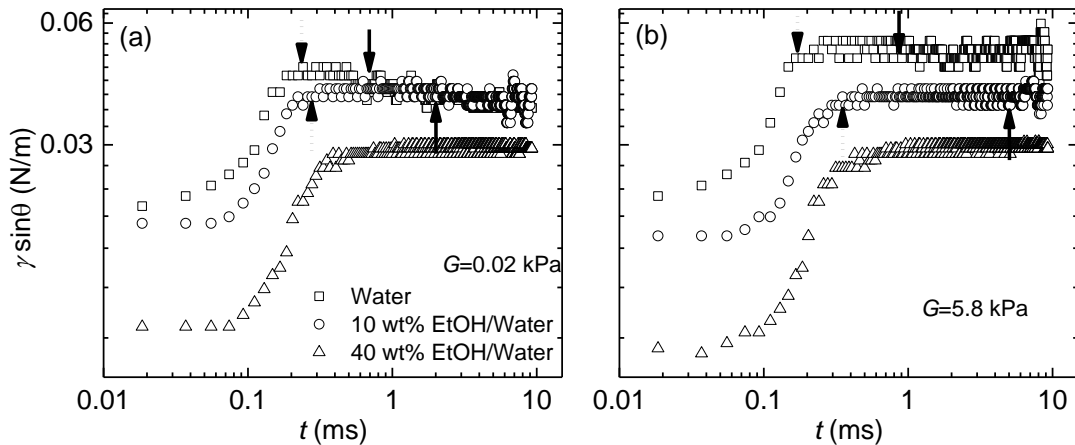 0.06
(a)
(b)
0.03
γ sinθ (N/m)
G=0.02 kPa
Water
10 wt% EtOH/Water
40 wt% EtOH/Water
G=5.8 kPa
0.01 0.1 1 10 0.01 0.1 1 10
t (ms) t (ms)